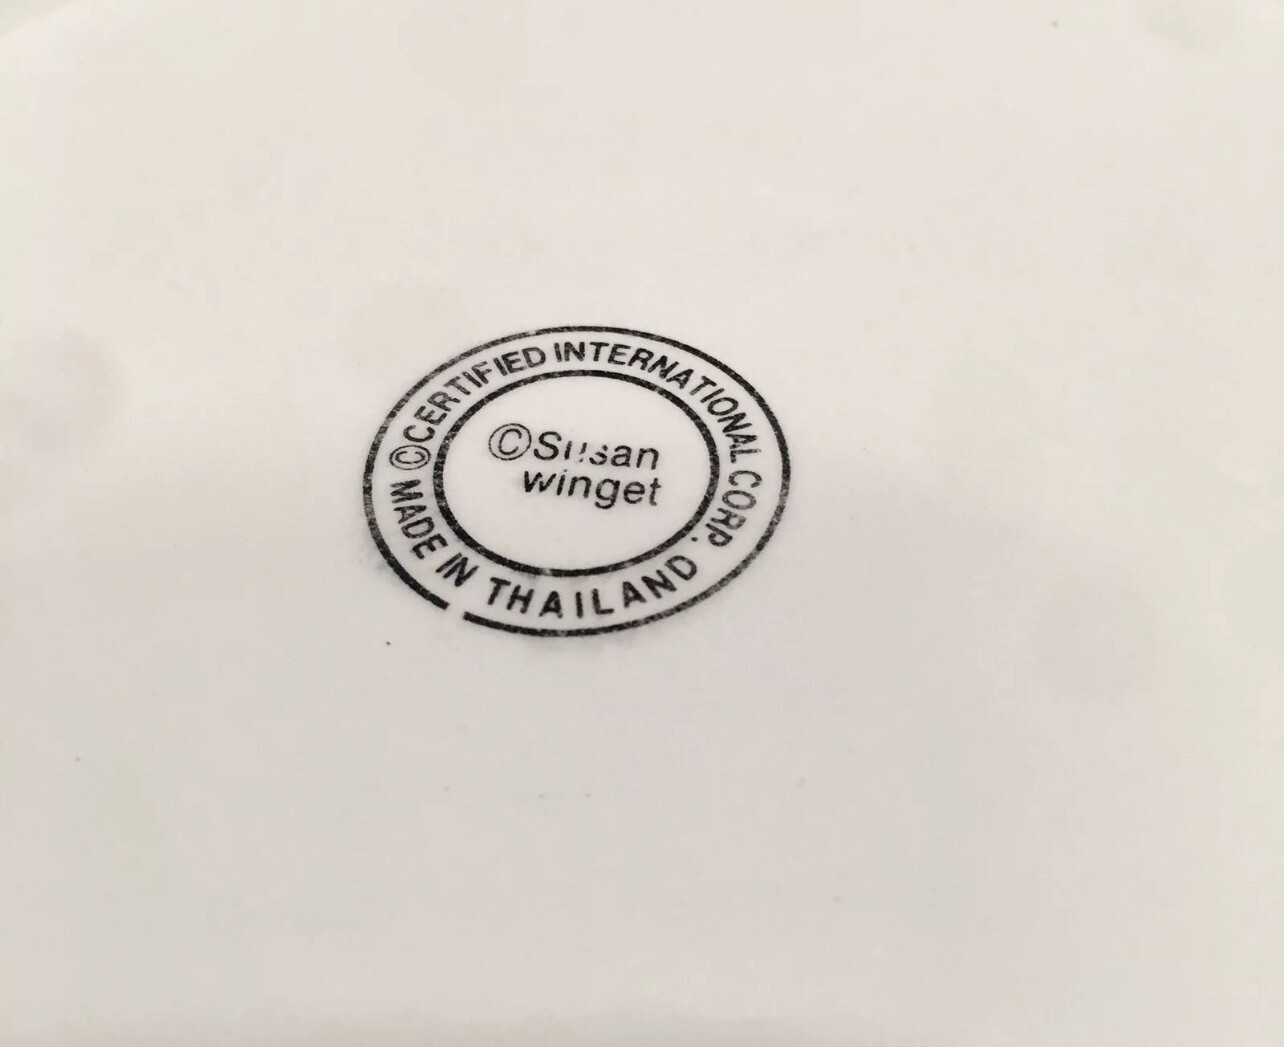 ©CERTIFIED INTERNATIONAL CORP.
©Susan
winget
MADE IN THAILAND